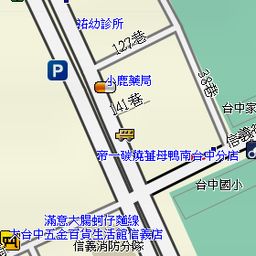 祐幼診所
127巷
P
小鹿藥局
38巷
141巷
台中家
信義
帝一碳燒薑母鴨南台中分店
台中國小
滿意大腸蚵仔麵線
台中五金百貨生活館信義店
信義消防分隊